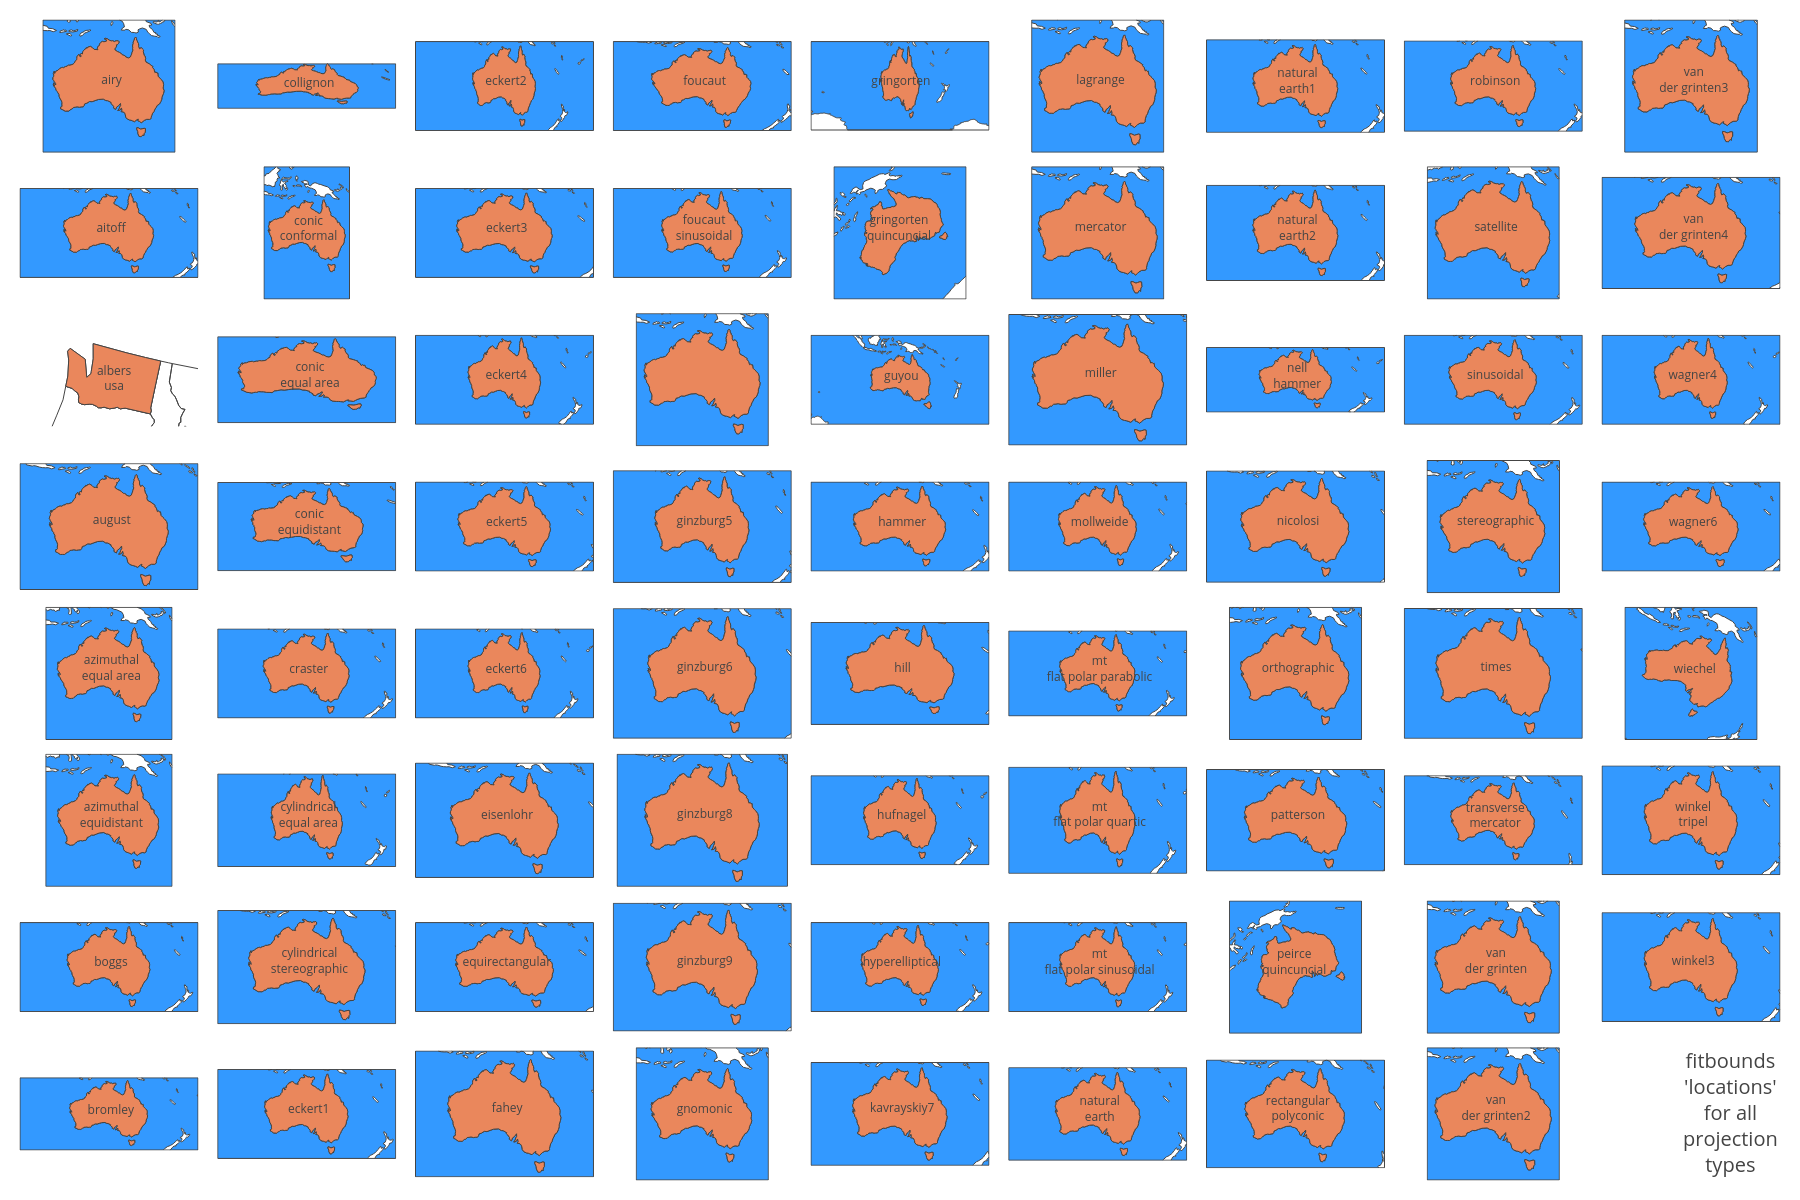 airy
collignon
eckert2
foucaut
gringorten
lagrange
natural
earth1
robinson
van
der grinten3
aitoff
conic
conformal
eckert3
foucaut
sinusoidal
gringorten
quincuncial
mercator
natural
earth2
satellite
van
der grinten4
albers
usa
conic
equal area
eckert4
guyou
miller
nell
hammer
sinusoidal
wagner4
august
conic
equidistant
eckert5
ginzburg5
hammer
mollweide
nicolosi
stereographic
wagner6
azimuthal
equal area
craster
eckert6
ginzburg6
hill
mt
flat polar parabolic
orthographic
times
wiechel
azimuthal
equidistant
cylindrical
equal area
eisenlohr
ginzburg8
hufnagel
mt
flat polar quartic
patterson
transverse
mercator
winkel
tripel
boggs
cylindrical
stereographic
equirectangular
ginzburg9
hyperelliptical
mt
flat polar sinusoidal
peirce
quincuncial
van
der grinten
winkel3
bromley
eckert1
fahey
gnomonic
kavrayskiy7
natural
earth
rectangular
polyconic
van
der grinten2
fitbounds
'locations'
for all
projection
types